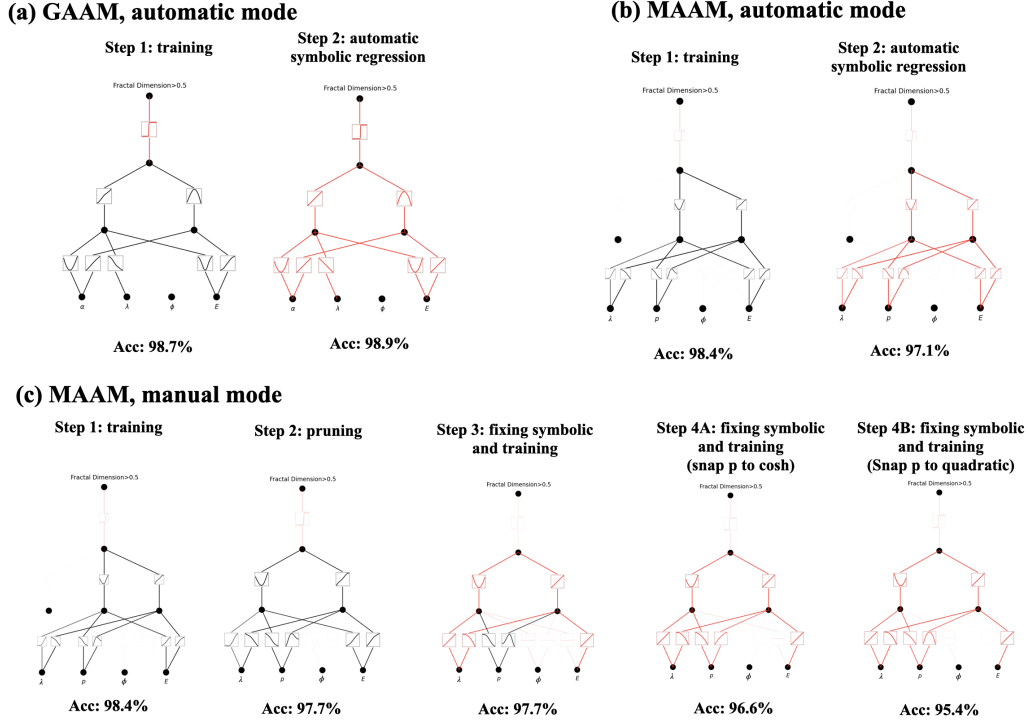 (a) GAAM, automatic mode
Step 1: training
Step 2: automatic
symbolic regression
Fractal Dimension>0.5
Fractal Dimension>0.5
α
λ
ϕ
E
α
λ
ϕ
E
Acc: 98.7%
Acc: 98.9%
(b) MAAM, automatic mode
Step 1: training
Step 2: automatic
symbolic regression
Fractal Dimension>0.5
Fractal Dimension>0.5
λ
p
ϕ
E
λ
p
ϕ
E
Acc: 98.4%
Acc: 97.1%
(c) MAAM, manual mode
Step 1: training
Fractal Dimension>0.5
λ
p
ϕ
E
Acc: 98.4%
Step 2: pruning
Fractal Dimension>0.5
λ
p
ϕ
E
Acc: 97.7%
Step 3: fixing symbolic
and training
Fractal Dimension>0.5
λ
p
ϕ
E
Acc: 97.7%
Step 4A: fixing symbolic
and training
(snap p to cosh)
Fractal Dimension>0.5
λ
p
ϕ
E
Acc: 96.6%
Step 4B: fixing symbolic
and training
(Snap p to quadratic)
Fractal Dimension>0.5
λ
p
ϕ
E
Acc: 95.4%